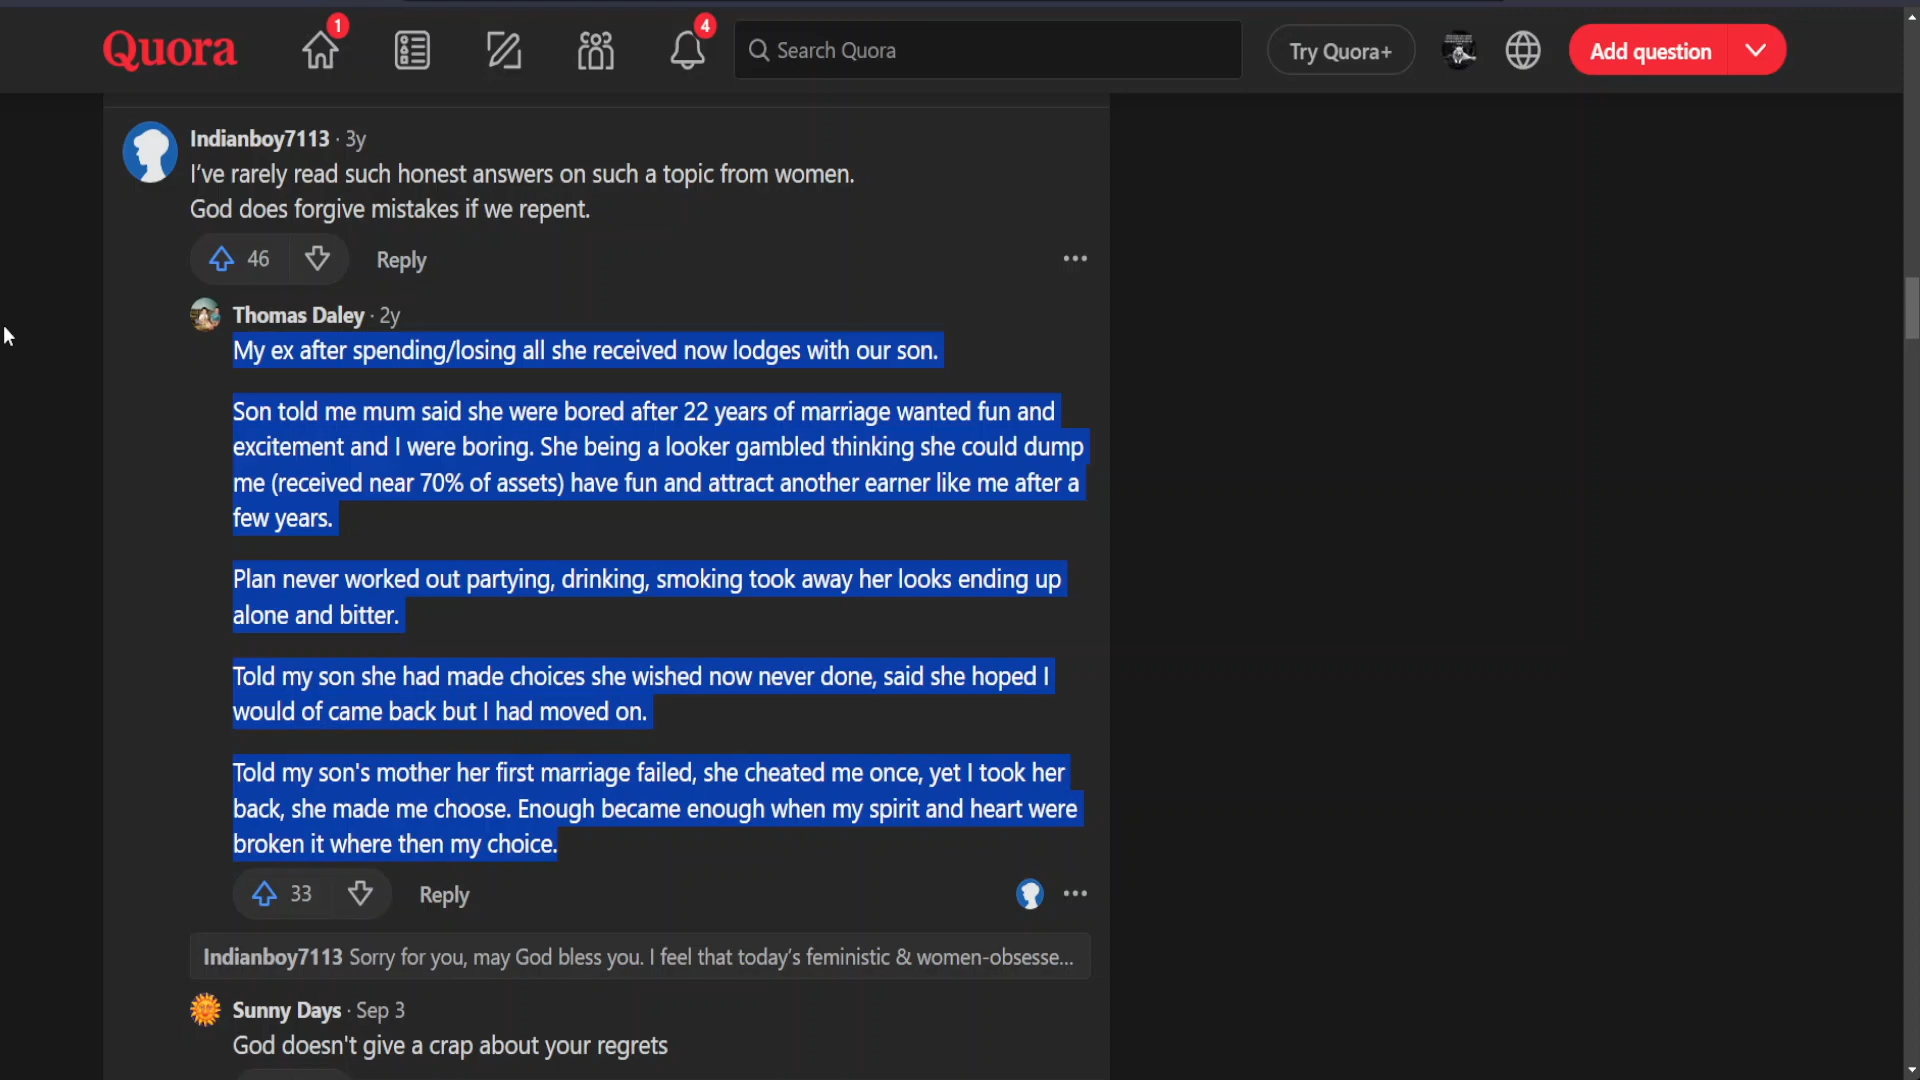 Quora
1
4
Search Quora
Try Quora+
Add question
Indianboy7113 · 3y
I've rarely read such honest answers on such a topic from women.
God does forgive mistakes if we repent.
46
Reply
Thomas Daley · 2y
My ex after spending/losing all she received now lodges with our son.
Son told me mum said she were bored after 22 years of marriage wanted fun and
excitement and I were boring. She being a looker gambled thinking she could dump
me (received near 70% of assets) have fun and attract another earner like me after a
few years.
Plan never worked out partying, drinking, smoking took away her looks ending up
alone and bitter.
Told my son she had made choices she wished now never done, said she hoped I
would of came back but I had moved on.
Told my son's mother her first marriage failed, she cheated me once, yet I took her
back, she made me choose. Enough became enough when my spirit and heart were
broken it where then my choice.
33
Reply
Indianboy7113 Sorry for you, may God bless you. I feel that today's feministic & women-obsesse...
Sunny Days · Sep 3
God doesn't give a crap about your regrets